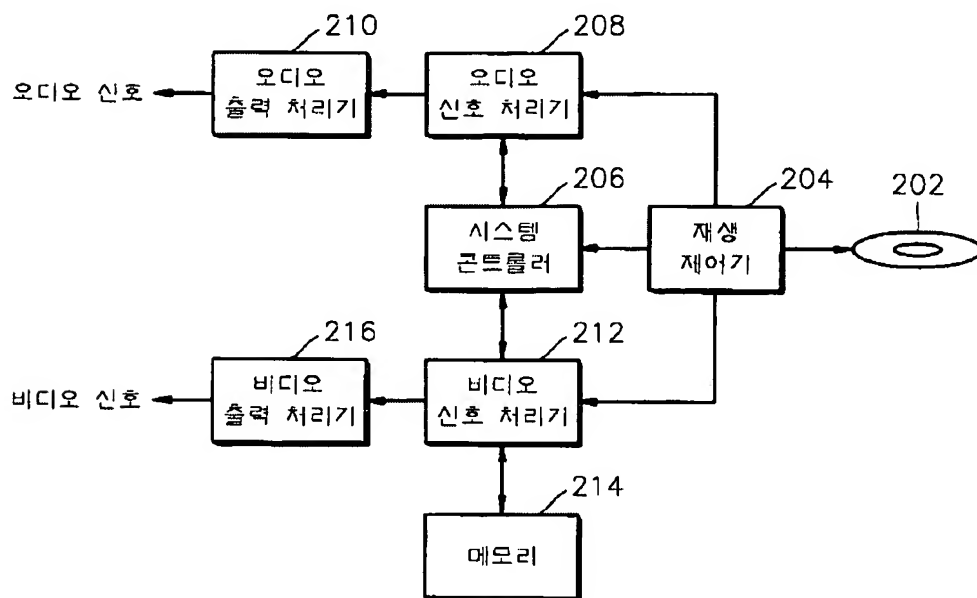 210
208
오디오 신호
오디오
출력 처리기
오디오
신호 처리기
206
204
202
시스템
콘트롤러
재생
제어기
216
212
비디오 신호
비디오
출력 처리기
비디오
신호 처리기
214
메모리